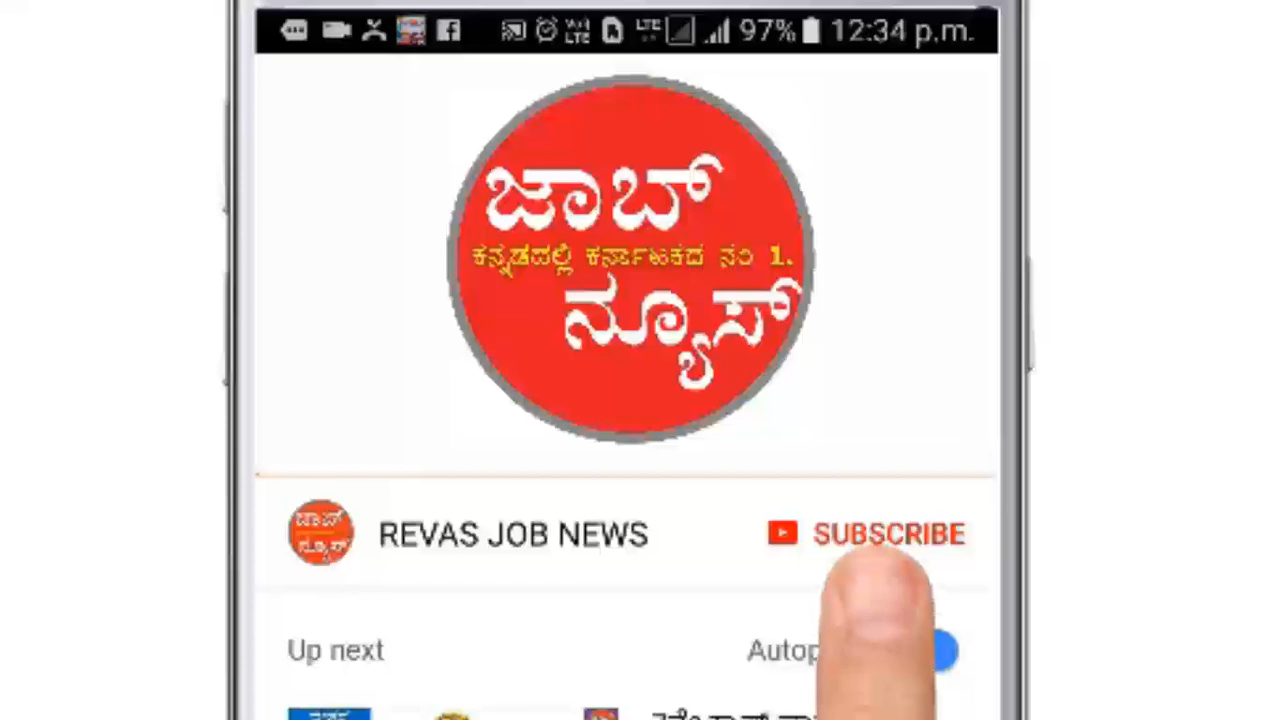 97% 12:34 p.m.
ಜಾಬ್
ಕನ್ನಡದಲ್ಲಿ ಕರ್ನಾಟಕದ ನಂ 1.
ನ್ಯೂಸ್
ಜಾಬ್
ನ್ಯೂಸ್
REVAS JOB NEWS
SUBSCRIBE
Up next